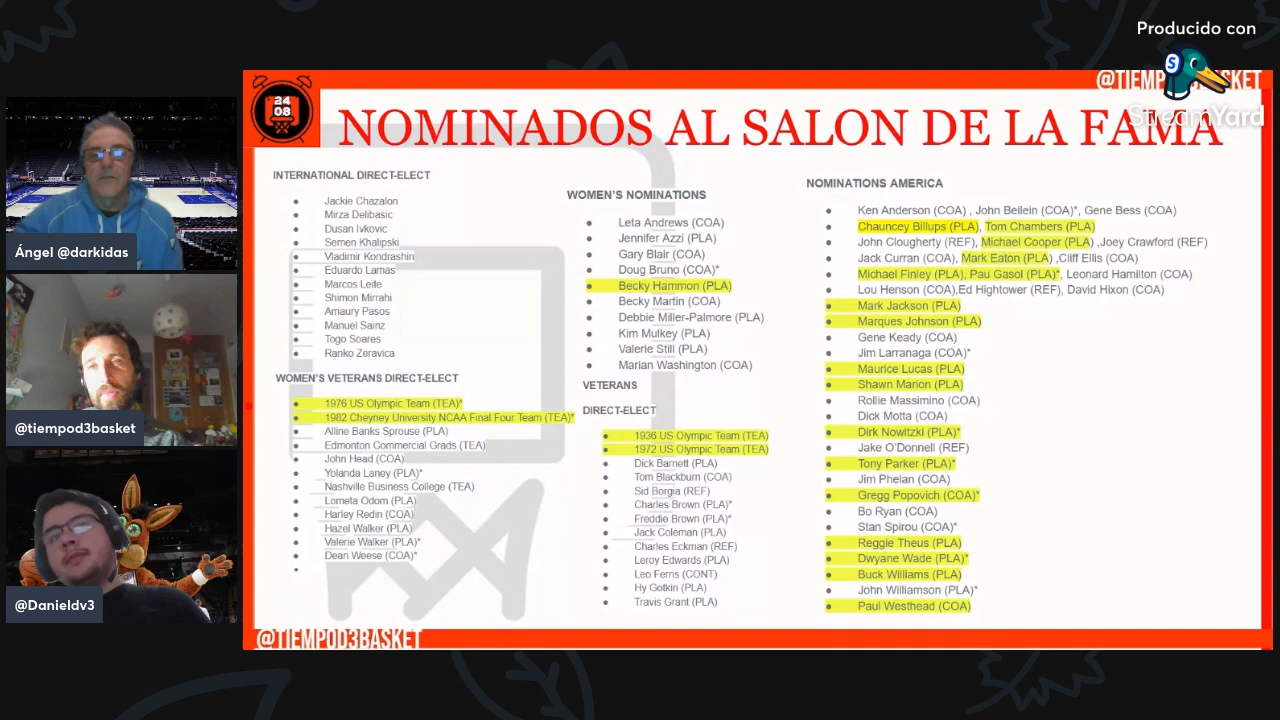 Producido con
StreamYard
@TIEMPOD3BASKET
24
08
NOMINADOS AL SALON DE LA FAMA
INTERNATIONAL DIRECT-ELECT
Jackie Chazalon
Mirza Delibasic
Dusan Ivkovic
Semen Khalipski
Vladimir Kondrashin
Eduardo Lamas
Marcos Leite
Shimon Mirrahi
Amaury Pasos
Manuel Sainz
Togo Soares
Ranko Zeravica
WOMEN'S VETERANS DIRECT-ELECT
1976 US Olympic Team (TEA)*
1982 Cheyney University NCAA Final Four Team (TEA)*
Alline Banks Sprouse (PLA)
Edmonton Commercial Grads (TEA)
John Head (COA)
Yolanda Laney (PLA)*
Nashville Business College (TEA)
Lometa Odom (PLA)
Harley Redin (COA)
Hazel Walker (PLA)
Valerie Walker (PLA)*
Dean Weese (COA)*
WOMEN'S NOMINATIONS
Leta Andrews (COA)
Jennifer Azzi (PLA)
Gary Blair (COA)
Doug Bruno (COA)*
Becky Hammon (PLA)
Becky Martin (COA)
Debbie Miller-Palmore (PLA)
Kim Mulkey (PLA)
Valerie Still (PLA)
Marian Washington (COA)
VETERANS
DIRECT-ELECT
1936 US Olympic Team (TEA)
1972 US Olympic Team (TEA)
Dick Barnett (PLA)
Tom Blackburn (COA)
Sid Borgia (REF)
Charles Brown (PLA)*
Freddie Brown (PLA)*
Jack Coleman (PLA)
Charles Eckman (REF)
Leroy Edwards (PLA)
Leo Ferris (CONT)
Hy Gotkin (PLA)
Travis Grant (PLA)
NOMINATIONS AMERICA
Ken Anderson (COA) , John Bellein (COA)*, Gene Bess (COA)
Chauncey Billups (PLA), Tom Chambers (PLA)
John Clougherty (REF), Michael Cooper (PLA) ,Joey Crawford (REF)
Jack Curran (COA), Mark Eaton (PLA) ,Cliff Ellis (COA)
Michael Finley (PLA), Pau Gasol (PLA)*, Leonard Hamilton (COA)
Lou Henson (COA),Ed Hightower (REF), David Hixon (COA)
Mark Jackson (PLA)
Marques Johnson (PLA)
Gene Keady (COA)
Jim Larranaga (COA)*
Maurice Lucas (PLA)
Shawn Marion (PLA)
Rollie Massimino (COA)
Dick Motta (COA)
Dirk Nowitzki (PLA)*
Jake O'Donnell (REF)
Tony Parker (PLA)*
Jim Phelan (COA)
Gregg Popovich (COA)*
Bo Ryan (COA)
Stan Spirou (COA)*
Reggie Theus (PLA)
Dwyane Wade (PLA)*
Buck Williams (PLA)
John Williamson (PLA)*
Paul Westhead (COA)
@TIEMPOD3BASKET
Ángel @darkidas
@tiempod3basket
@Danieldv3